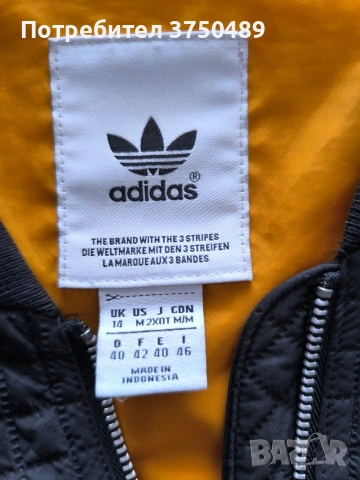 Потребител 3750489
adidas®
THE BRAND WITH THE 3 STRIPES
DIE WELTMARKE MIT DEN 3 STREIFEN
LA MARQUE AUX 3 BANDES
UK US J CDN
14 M 2XOT M/M
D F E I
40 42 40 46
MADE IN
INDONESIA
BAZAR